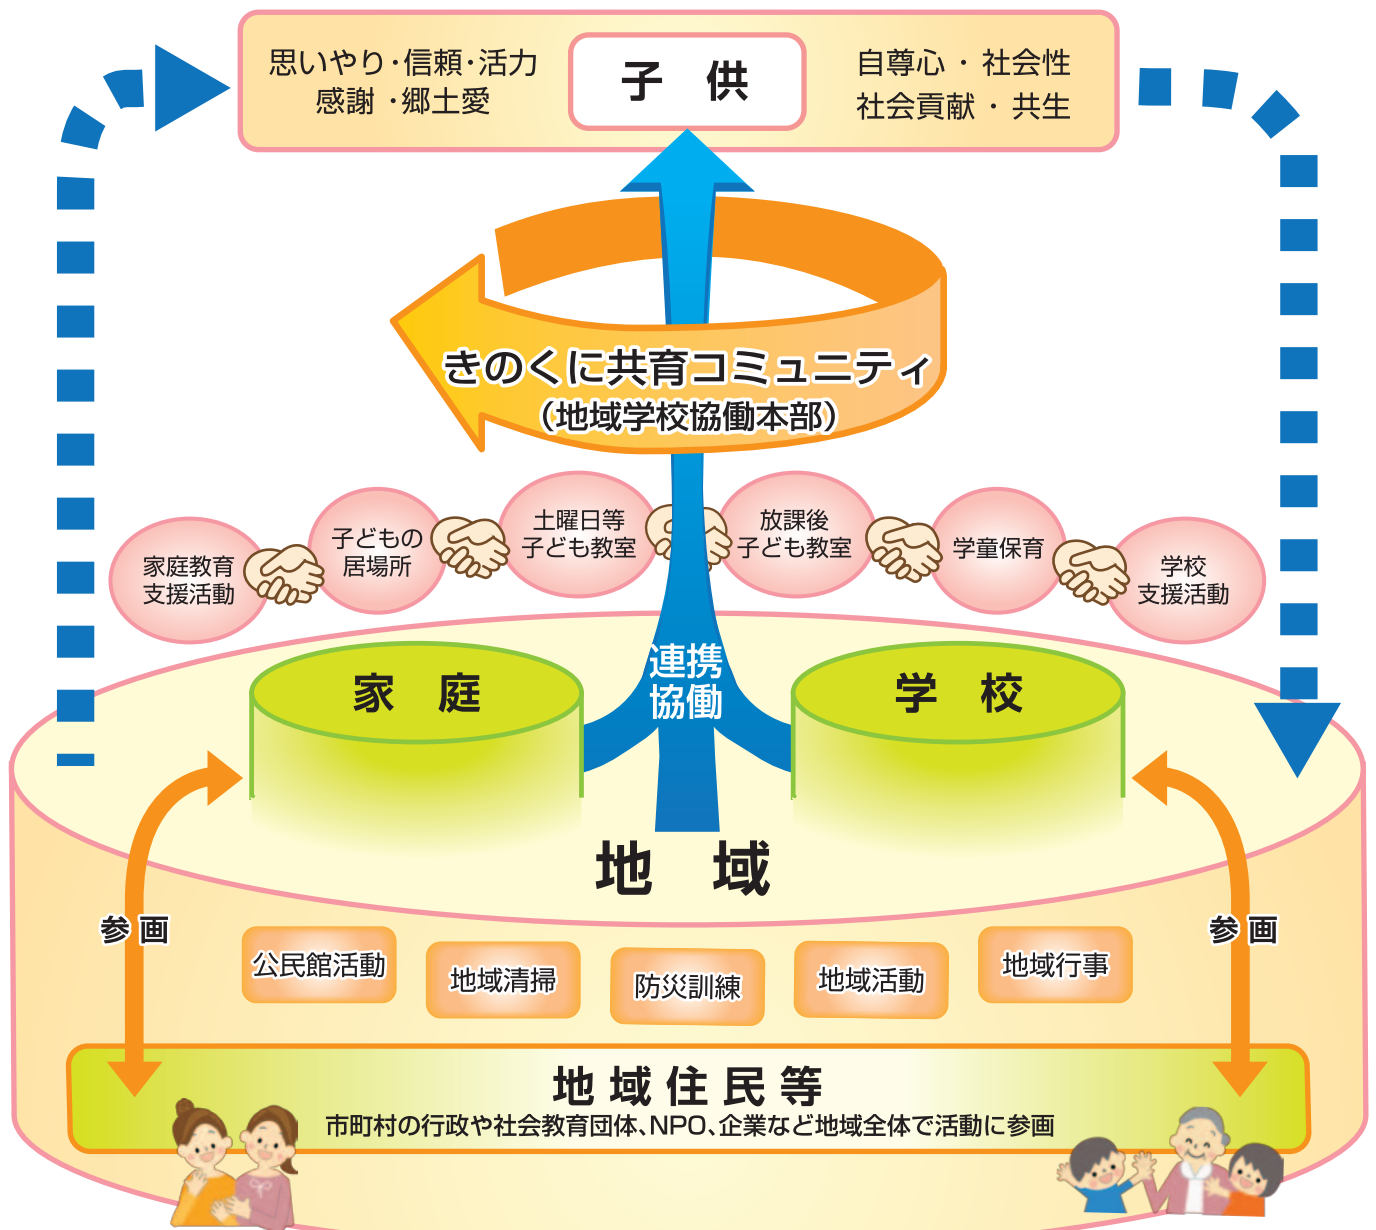 思いやり・信頼・活力
感謝・郷土愛
子 供
自尊心・社会性
社会貢献・共生
きのくに共育コミュニティ
（地域学校協働本部）
家庭教育
支援活動
子どもの
居場所
土曜日等
子ども教室
放課後
子ども教室
学童保育
学校
支援活動
連携
協働
家 庭
学 校
地 域
参画
参画
公民館活動
地域清掃
防災訓練
地域活動
地域行事
地域住民等
市町村の行政や社会教育団体、NPO、企業など地域全体で活動に参画